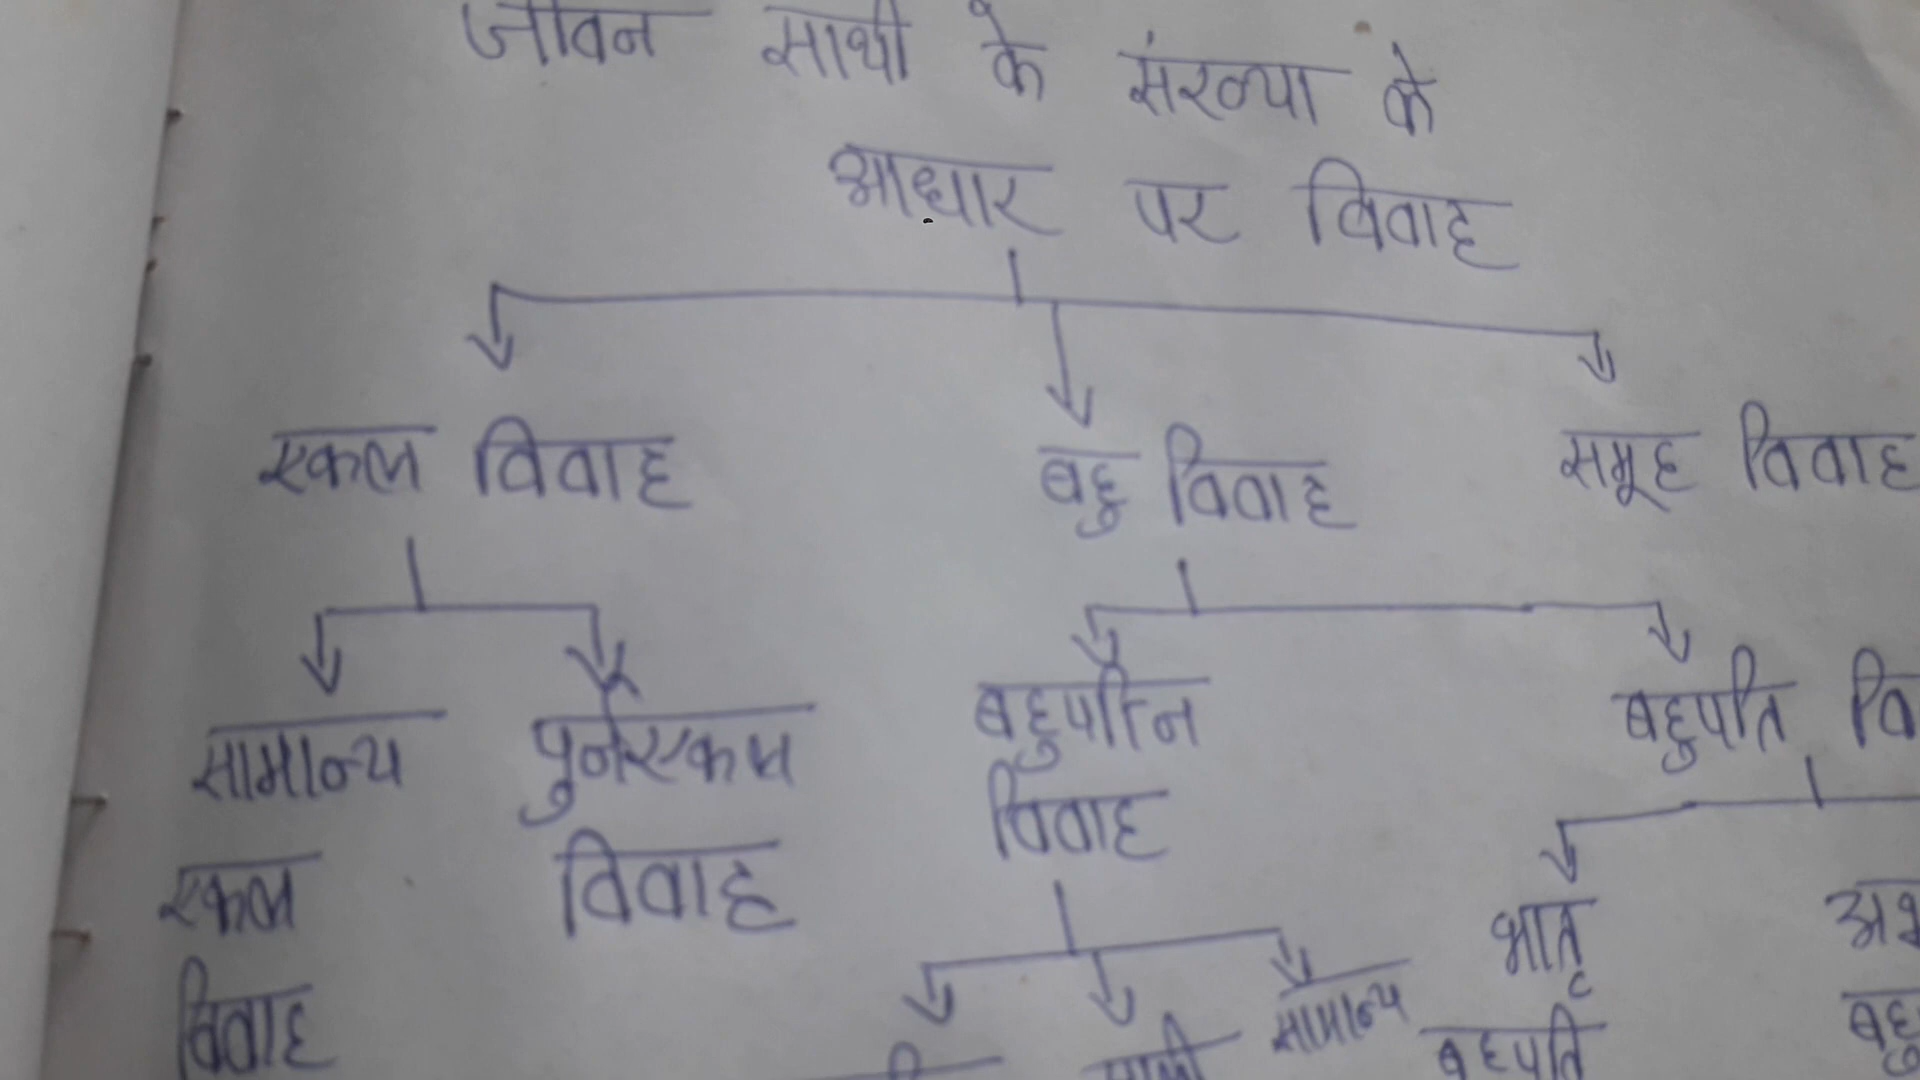 जीवन साथी के संख्या के
आधार पर विवाह
एकल विवाह
बहु विवाह
समूह विवाह
सामान्य
एकल
विवाह
पुर्नएकल
विवाह
बहुपत्नि
विवाह
बहुपति
सामान्य
भातृ
बहुपति